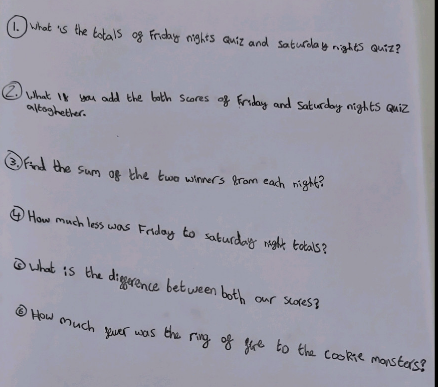 1. What is the totals of Friday nights Quiz and saturday nights Quiz?
2. What is you add the both scores of Friday and Saturday nights Quiz
altoghether.
3. Find the sum of the two winners from each night?
4 How much less was Friday to saturday night totals?
6 what is the difference between both our scores?
6 How much fewer was the ring of fire to the cookie monsters?